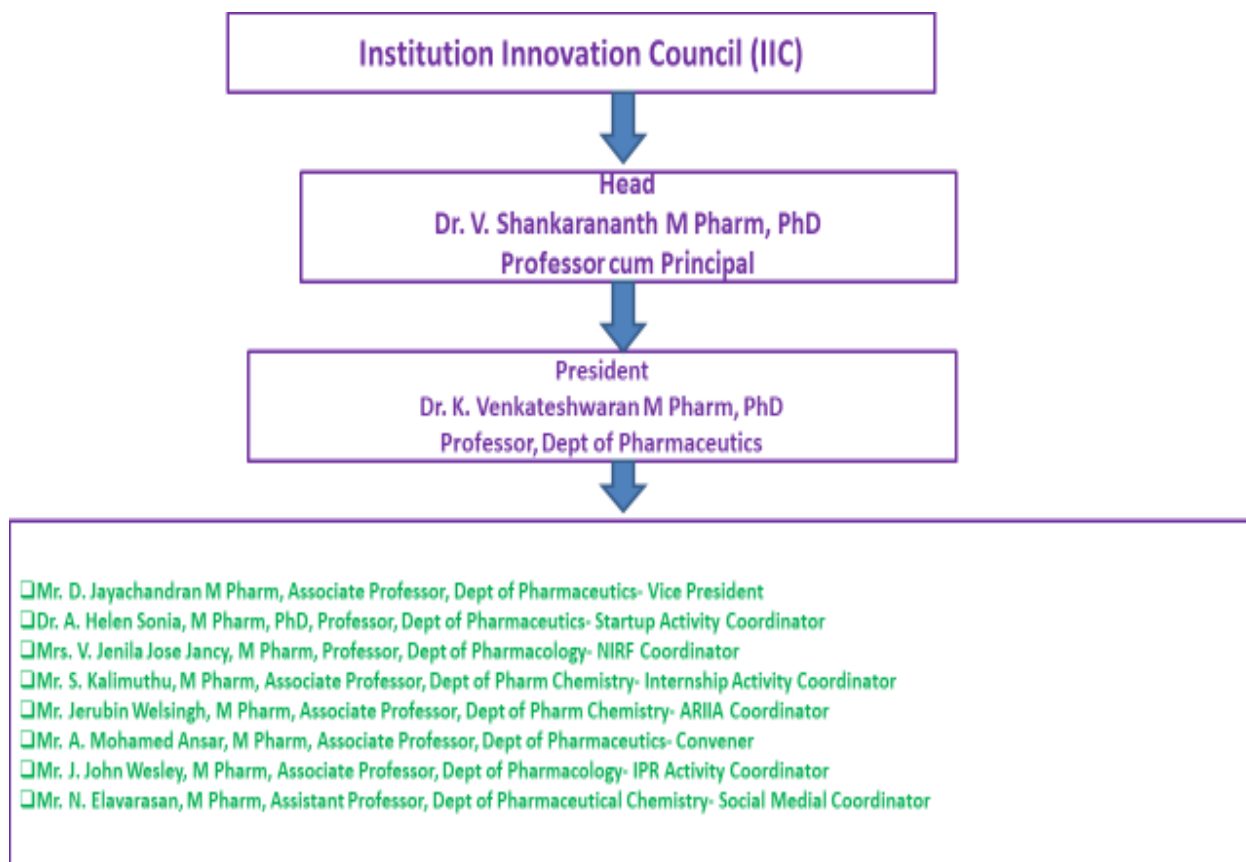 Institution Innovation Council (IIC)
Head
Dr. V. Shankarananth M Pharm, PhD
Professor cum Principal
President
Dr. K. Venkateshwaran M Pharm, PhD
Professor, Dept of Pharmaceutics
❑Mr. D. Jayachandran M Pharm, Associate Professor, Dept of Pharmaceutics- Vice President
❑Dr. A. Helen Sonia, M Pharm, PhD, Professor, Dept of Pharmaceutics- Startup Activity Coordinator
❑Mrs. V. Jenila Jose Jancy, M Pharm, Professor, Dept of Pharmacology- NIRF Coordinator
❑Mr. S. Kalimuthu, M Pharm, Associate Professor, Dept of Pharm Chemistry- Internship Activity Coordinator
❑Mr. Jerubin Welsingh, M Pharm, Associate Professor, Dept of Pharm Chemistry- ARIIA Coordinator
❑Mr. A. Mohamed Ansar, M Pharm, Associate Professor, Dept of Pharmaceutics- Convener
❑Mr. J. John Wesley, M Pharm, Associate Professor, Dept of Pharmacology- IPR Activity Coordinator
❑Mr. N. Elavarasan, M Pharm, Assistant Professor, Dept of Pharmaceutical Chemistry- Social Medial Coordinator